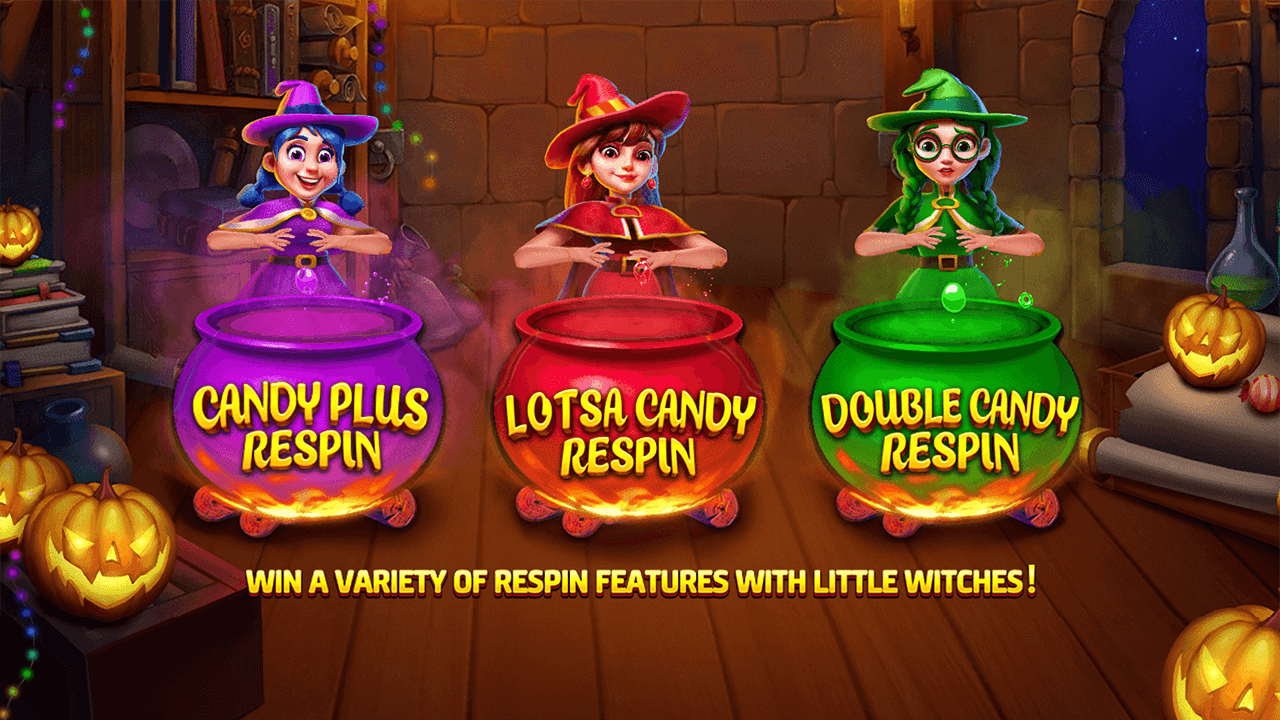 CANDY PLUS
RESPIN
LOTSA CANDY
RESPIN
DOUBLE CANDY
RESPIN
WIN A VARIETY OF RESPIN FEATURES WITH LITTLE WITCHES!